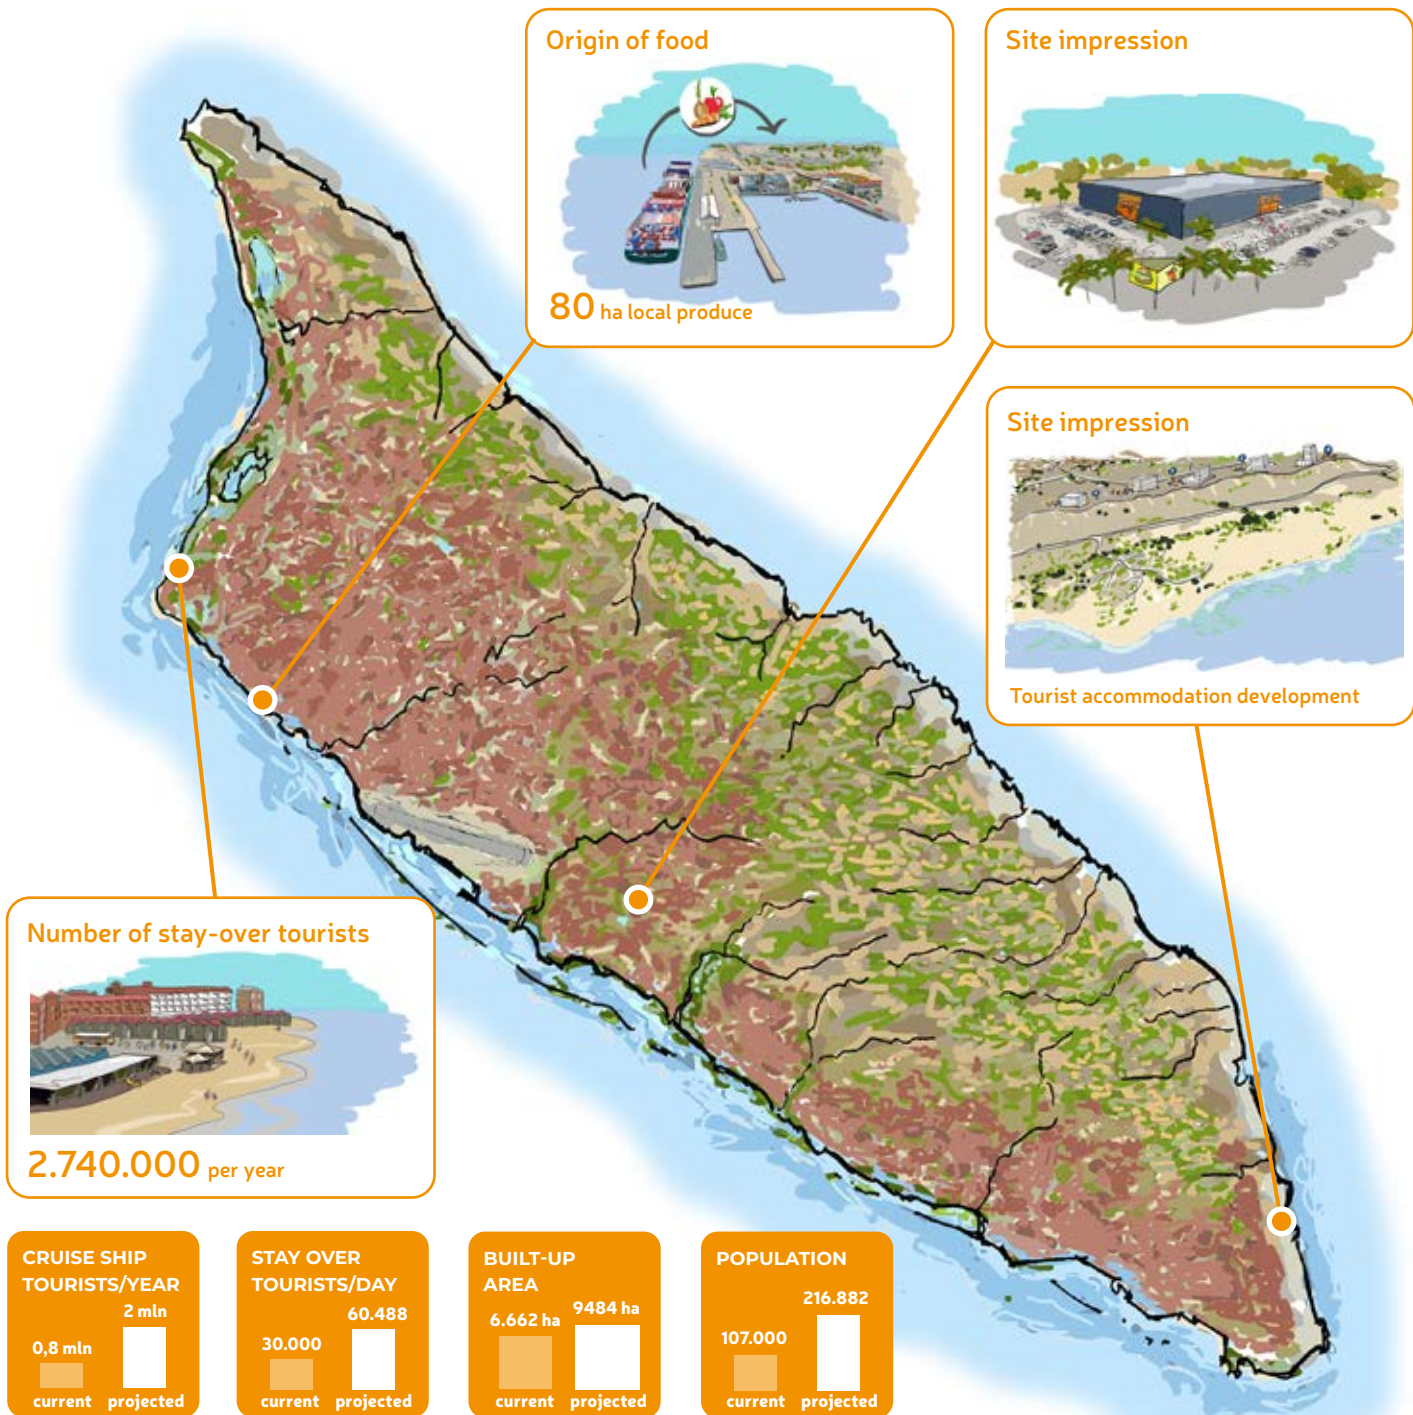 Origin of food
80 ha local produce
Site impression
Site impression
Tourist accommodation development
Number of stay-over tourists
2.740.000 per year
CRUISE SHIP
TOURISTS/YEAR
2 mln
0,8 mln
current projected
STAY OVER
TOURISTS/DAY
60.488
30.000
current projected
BUILT-UP
AREA
9484 ha
6.662 ha
current projected
POPULATION
216.882
107.000
current projected